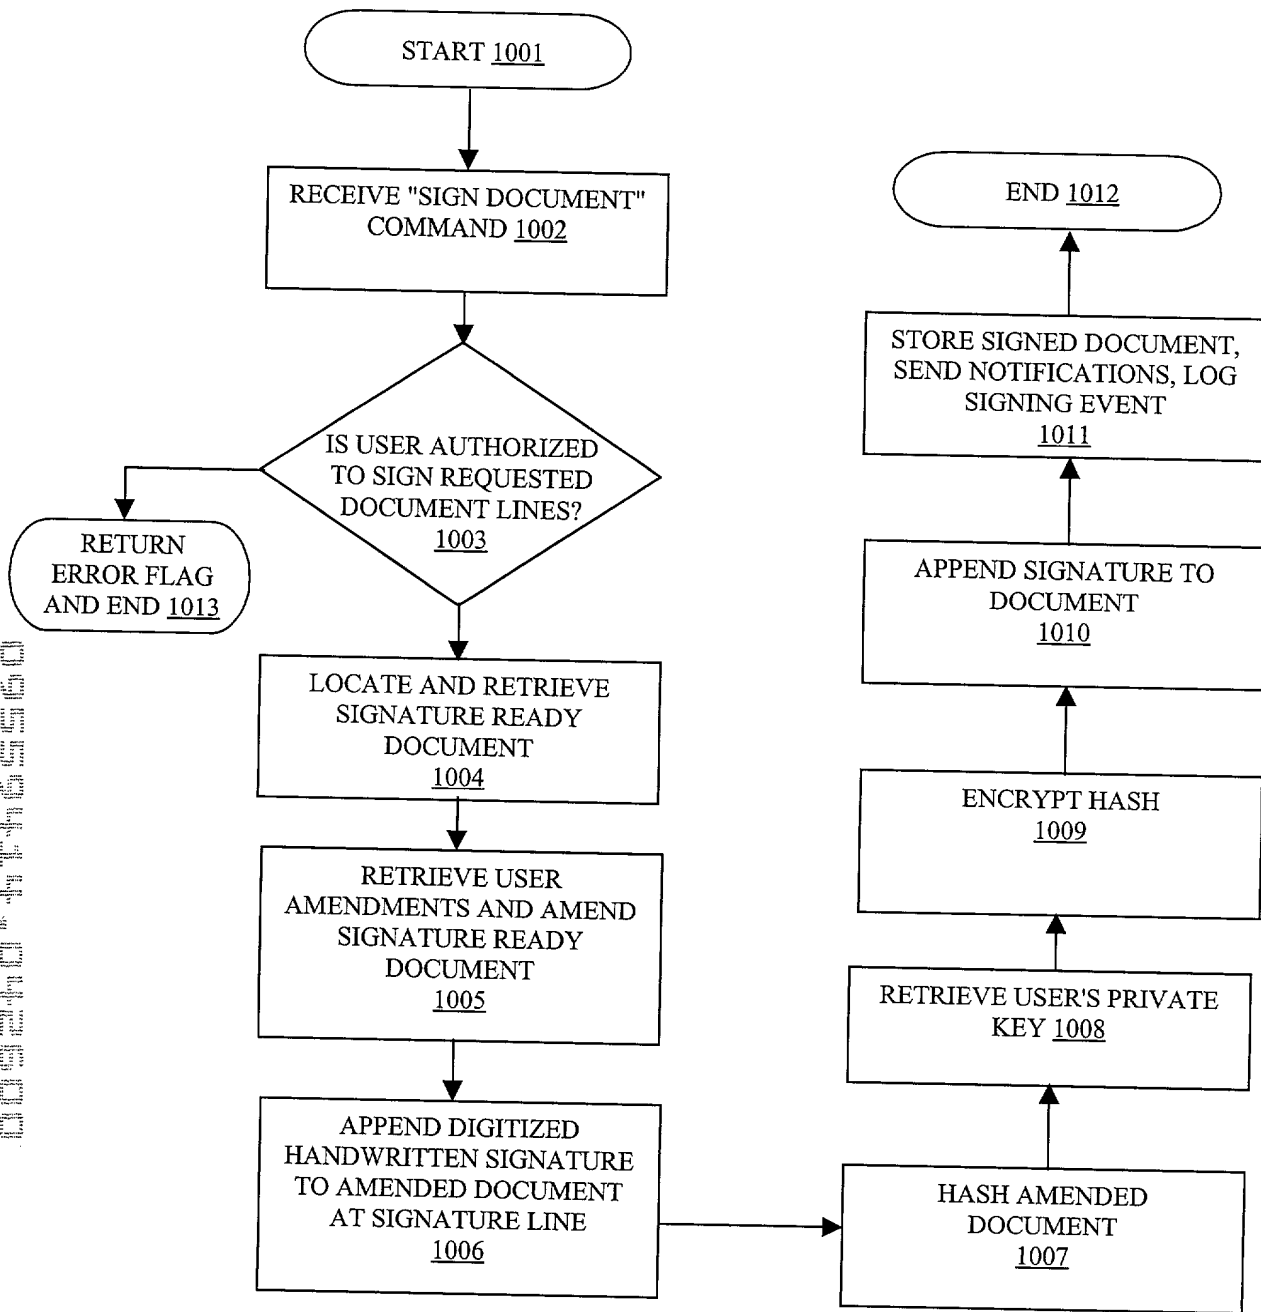 START 1001
RECEIVE "SIGN DOCUMENT"
COMMAND 1002
IS USER AUTHORIZED
TO SIGN REQUESTED
DOCUMENT LINES?
1003
RETURN
ERROR FLAG
AND END 1013
LOCATE AND RETRIEVE
SIGNATURE READY
DOCUMENT
1004
RETRIEVE USER
AMENDMENTS AND AMEND
SIGNATURE READY
DOCUMENT
1005
APPEND DIGITIZED
HANDWRITTEN SIGNATURE
TO AMENDED DOCUMENT
AT SIGNATURE LINE
1006
HASH AMENDED
DOCUMENT
1007
RETRIEVE USER'S PRIVATE
KEY 1008
ENCRYPT HASH
1009
APPEND SIGNATURE TO
DOCUMENT
1010
STORE SIGNED DOCUMENT,
SEND NOTIFICATIONS, LOG
SIGNING EVENT
1011
END 1012